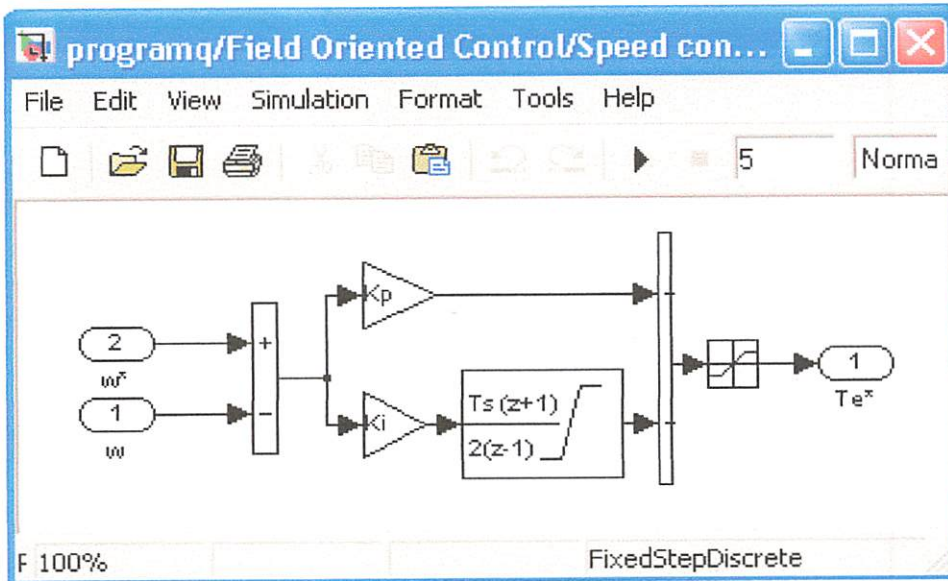 programq/Field Oriented Control/Speed con...
File Edit View Simulation Format Tools Help
5 Norma
Kp
2 +
w*
1 -
w
Ki
Ts (z+1)
2(z-1)
1
Te*
100% FixedStepDiscrete